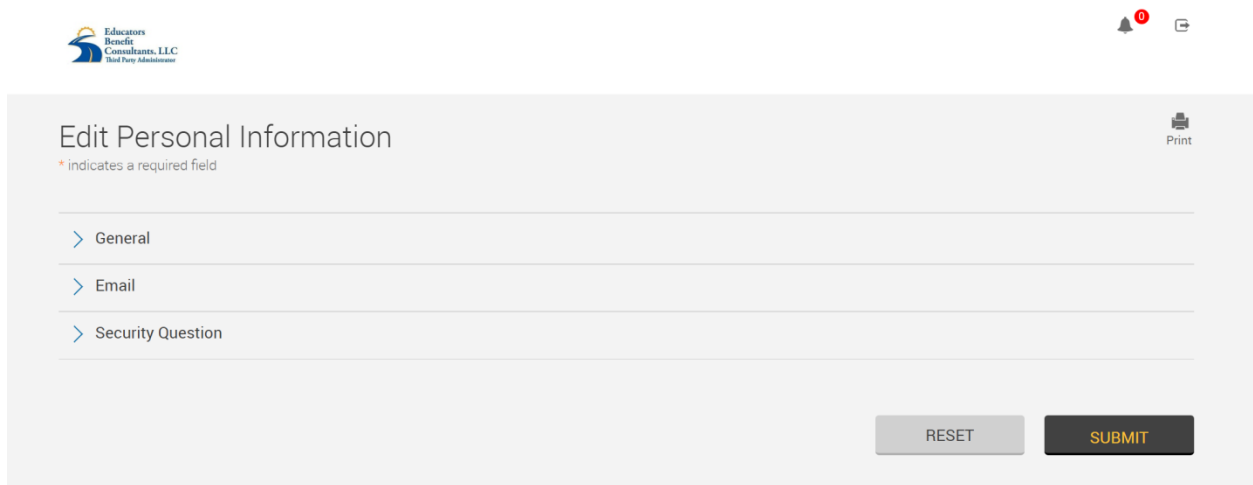 Educators
Benefit
Consultants, LLC
Third Party Administrator
0
Edit Personal Information
Print
* indicates a required field
General
Email
Security Question
RESET
SUBMIT